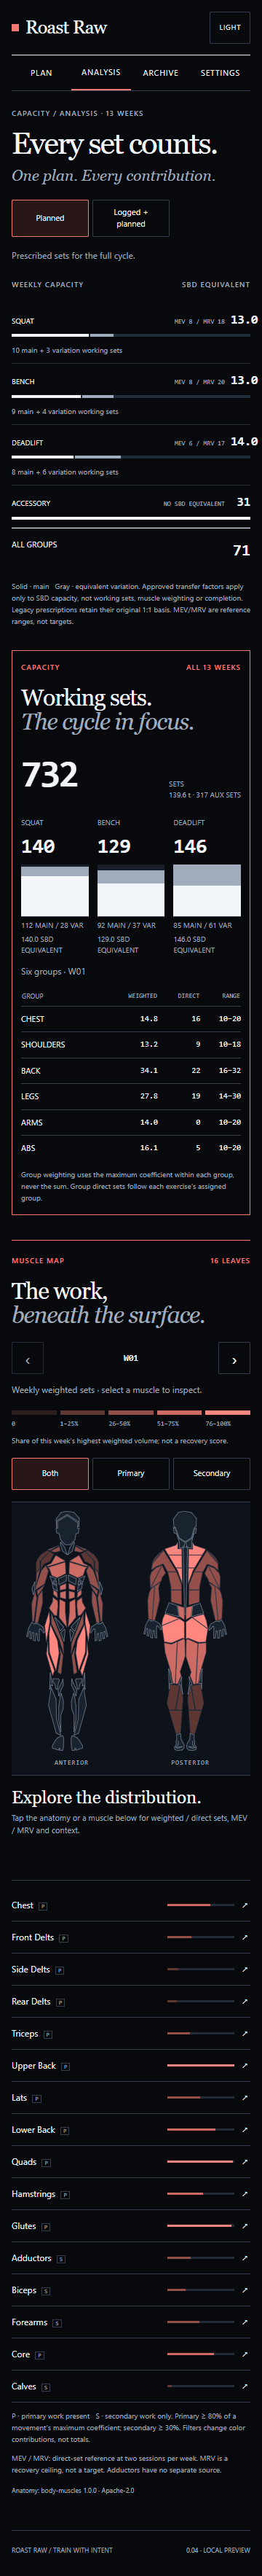 Roast Raw
LIGHT
PLAN
ANALYSIS
ARCHIVE
SETTINGS
CAPACITY / ANALYSIS · 13 WEEKS
Every set counts.
One plan. Every contribution.
Planned
Logged +
planned
Prescribed sets for the full cycle.
WEEKLY CAPACITY
SBD EQUIVALENT
SQUAT
MEV 8 / MRV 18 13.0
10 main + 3 variation working sets
BENCH
MEV 8 / MRV 20 13.0
9 main + 4 variation working sets
DEADLIFT
MEV 6 / MRV 17 14.0
8 main + 6 variation working sets
ACCESSORY
NO SBD EQUIVALENT 31
ALL GROUPS
71
Solid · main Gray · equivalent variation. Approved transfer factors apply
only to SBD capacity, not working sets, muscle weighting or completion.
Legacy prescriptions retain their original 1:1 basis. MEV/MRV are reference
ranges, not targets.
CAPACITY
ALL 13 WEEKS
Working sets.
The cycle in focus.
732
SETS
139.6 t · 317 AUX SETS
SQUAT
BENCH
DEADLIFT
140
129
146
112 MAIN / 28 VAR
92 MAIN / 37 VAR
85 MAIN / 61 VAR
140.0 SBD
EQUIVALENT
129.0 SBD
EQUIVALENT
146.0 SBD
EQUIVALENT
Six groups · W01
GROUP WEIGHTED DIRECT RANGE
CHEST 14.8 16 10–20
SHOULDERS 13.2 9 10–18
BACK 34.1 22 16–32
LEGS 27.8 19 14–30
ARMS 14.0 0 10–20
ABS 16.1 5 10–20
Group weighting uses the maximum coefficient within each group,
never the sum. Group direct sets follow each exercise's assigned
group.
MUSCLE MAP
16 LEAVES
The work,
beneath the surface.
‹
W01
›
Weekly weighted sets · select a muscle to inspect.
0 1–25% 26–50% 51–75% 76–100%
Share of this week's highest weighted volume; not a recovery score.
Both
Primary
Secondary
ANTERIOR
POSTERIOR
Explore the distribution.
Tap the anatomy or a muscle below for weighted / direct sets, MEV
/ MRV and context.
Chest P ↗
Front Delts P ↗
Side Delts P ↗
Rear Delts P ↗
Triceps P ↗
Upper Back P ↗
Lats P ↗
Lower Back P ↗
Quads P ↗
Hamstrings P ↗
Glutes P ↗
Adductors S ↗
Biceps S ↗
Forearms S ↗
Core P ↗
Calves S ↗
P · primary work present S · secondary work only. Primary ≥ 80% of a
movement's maximum coefficient; secondary ≥ 30%. Filters change color
contributions, not totals.
MEV / MRV: direct-set reference at two sessions per week. MRV is a
recovery ceiling, not a target. Adductors have no separate source.
Anatomy: body-muscles 1.0.0 · Apache-2.0
ROAST RAW / TRAIN WITH INTENT
0.04 · LOCAL PREVIEW